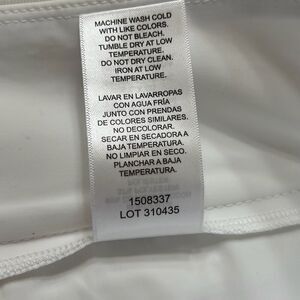 MACHINE WASH COLD
WITH LIKE COLORS.
DO NOT BLEACH.
TUMBLE DRY AT LOW
TEMPERATURE.
DO NOT DRY CLEAN.
IRON AT LOW
TEMPERATURE.
LAVAR EN LAVARROPAS
CON AGUA FRÍA
JUNTO CON PRENDAS
DE COLORES SIMILARES.
NO DECOLORAR.
SECAR EN SECADORA A
BAJA TEMPERATURA.
NO LIMPIAR EN SECO.
PLANCHAR A BAJA
TEMPERATURA.
1508337
LOT 310435